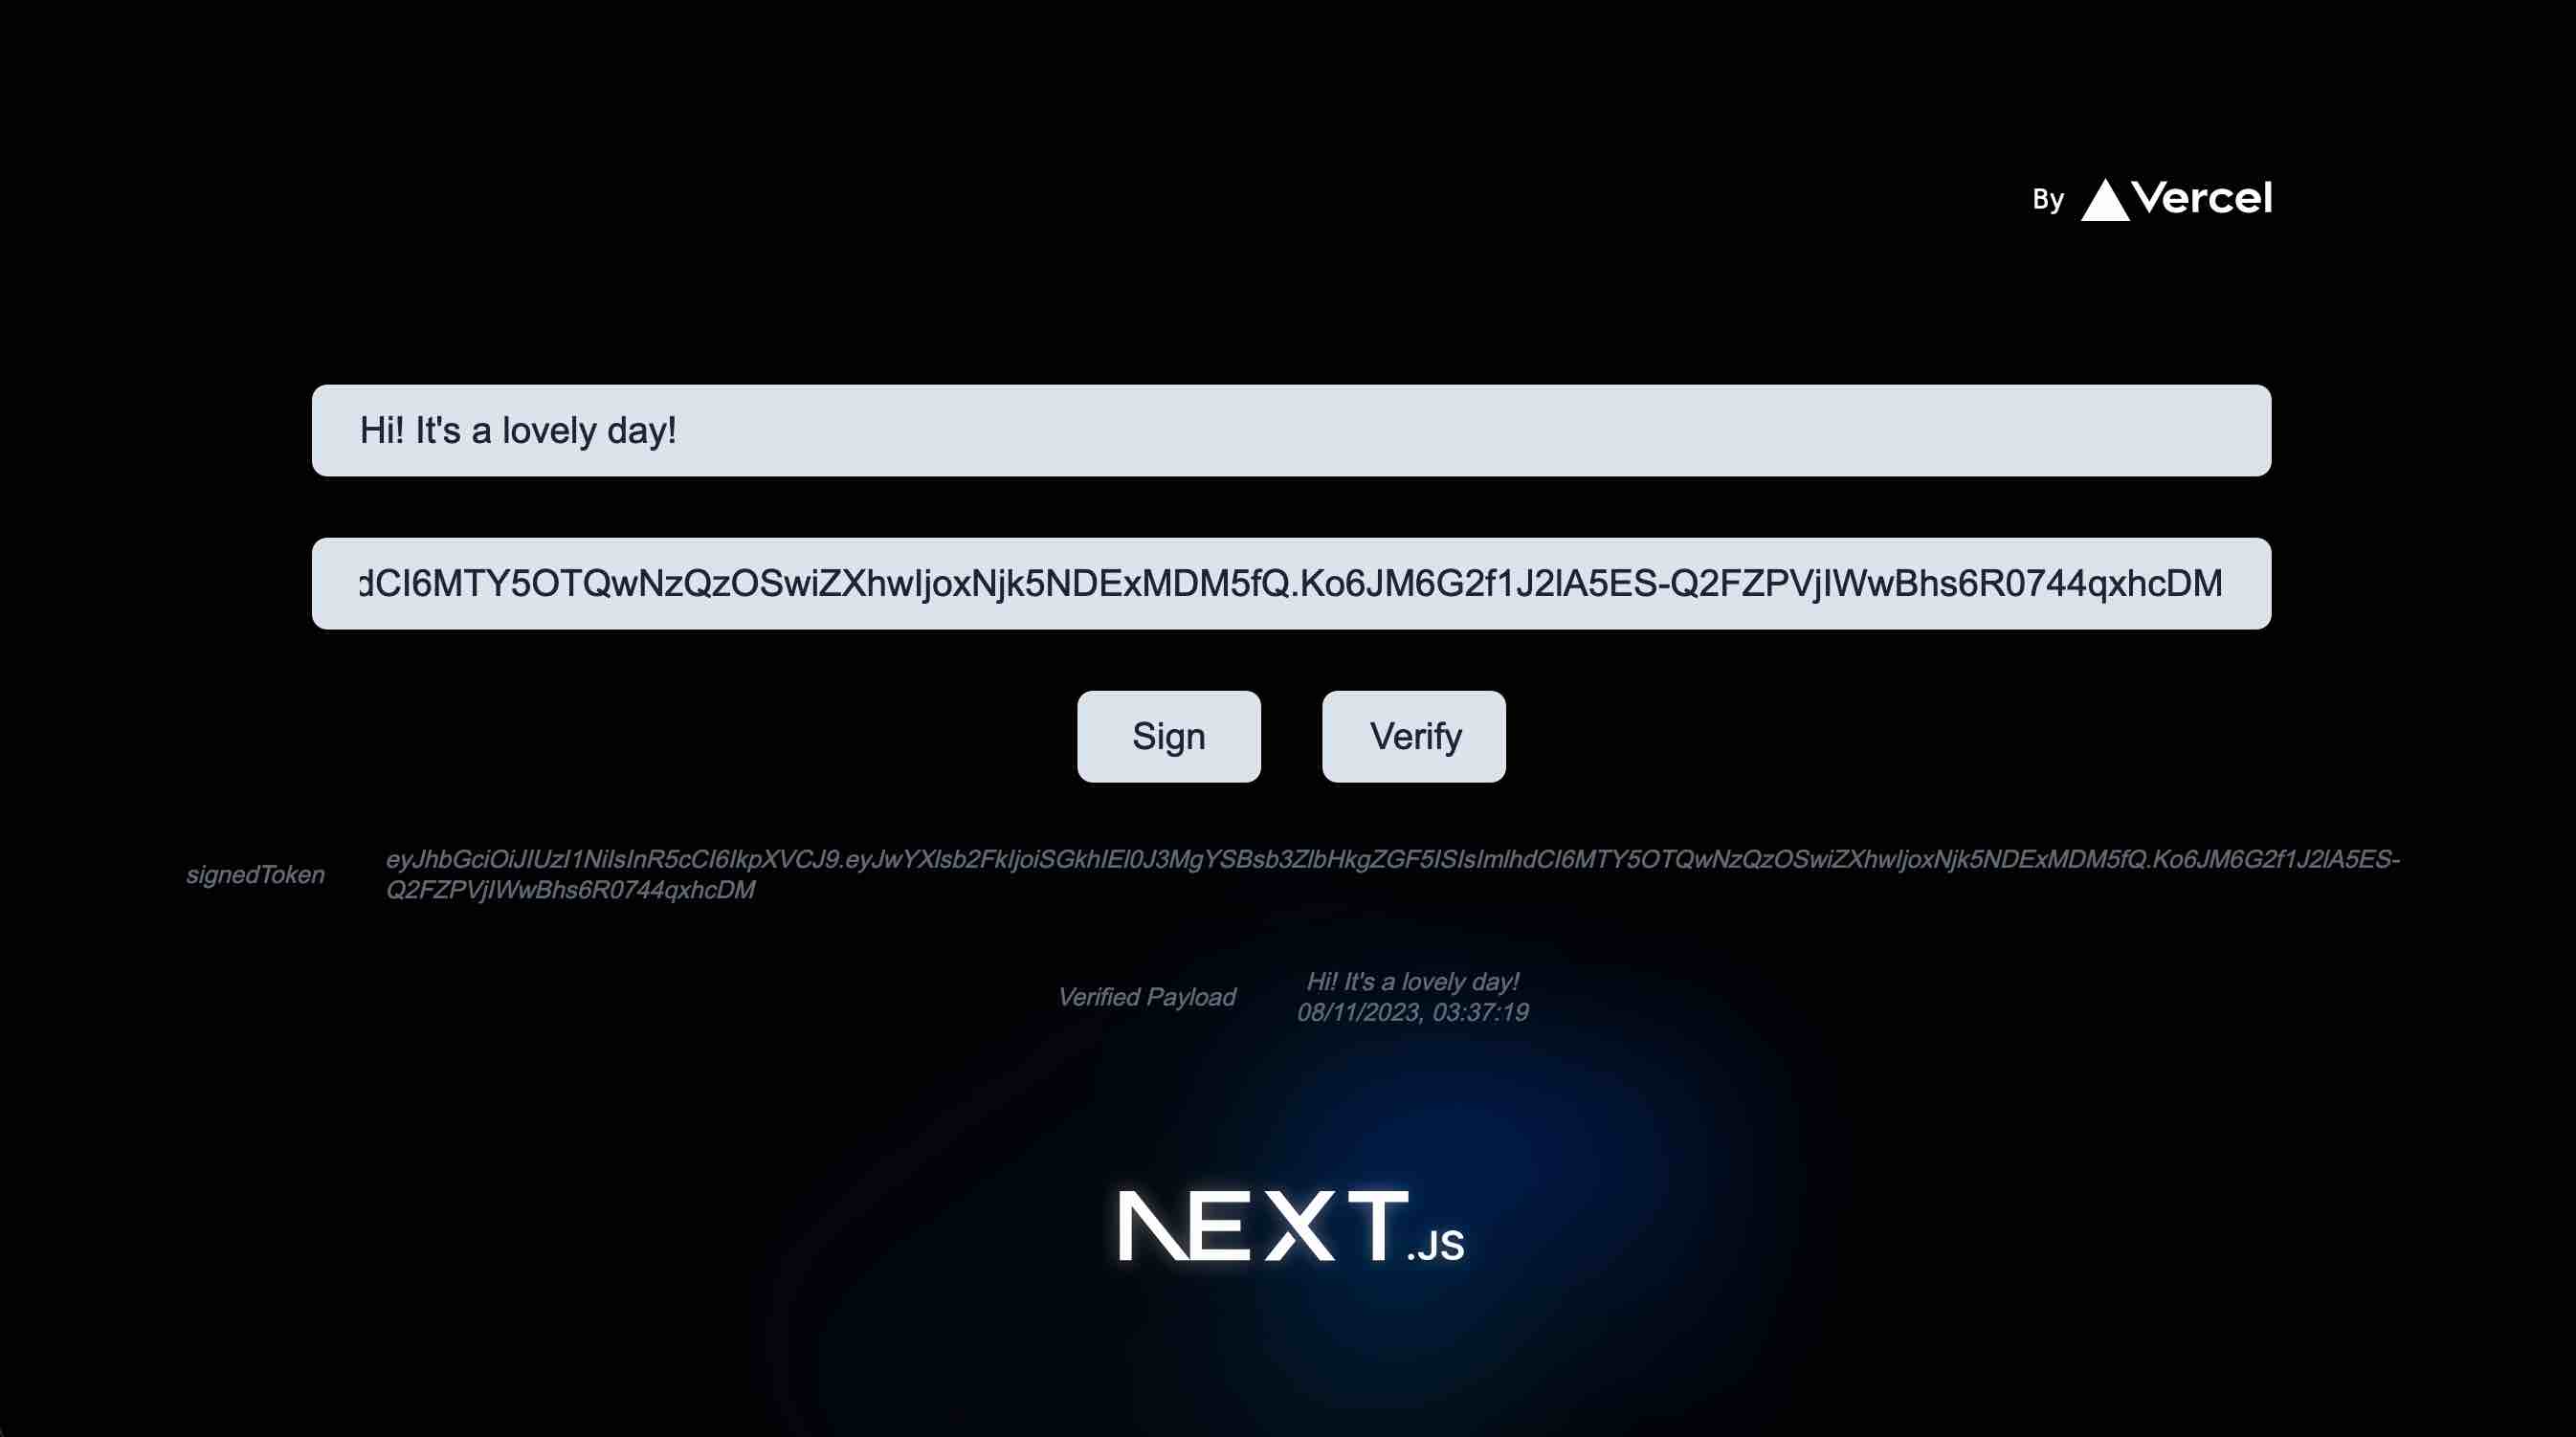 By Vercel
Hi! It's a lovely day!
dCI6MTY5OTQwNzQzOSwiZXhwIjoxNjk5NDExMDM5fQ.Ko6JM6G2f1J2lA5ES-Q2FZPVjIWwBhs6R0744qxhcDM
Sign Verify
signedToken
eyJhbGciOiJIUzI1NiIsInR5cCI6IkpXVCJ9.eyJwYXlsb2FkIjoiSGkhIEl0J3MgYSBsb3ZlbHkgZGF5ISIsImlhdCI6MTY5OTQwNzQzOSwiZXhwIjoxNjk5NDExMDM5fQ.Ko6JM6G2f1J2lA5ES-
Q2FZPVjIWwBhs6R0744qxhcDM
Verified Payload
Hi! It's a lovely day!
08/11/2023, 03:37:19
NEXT.JS